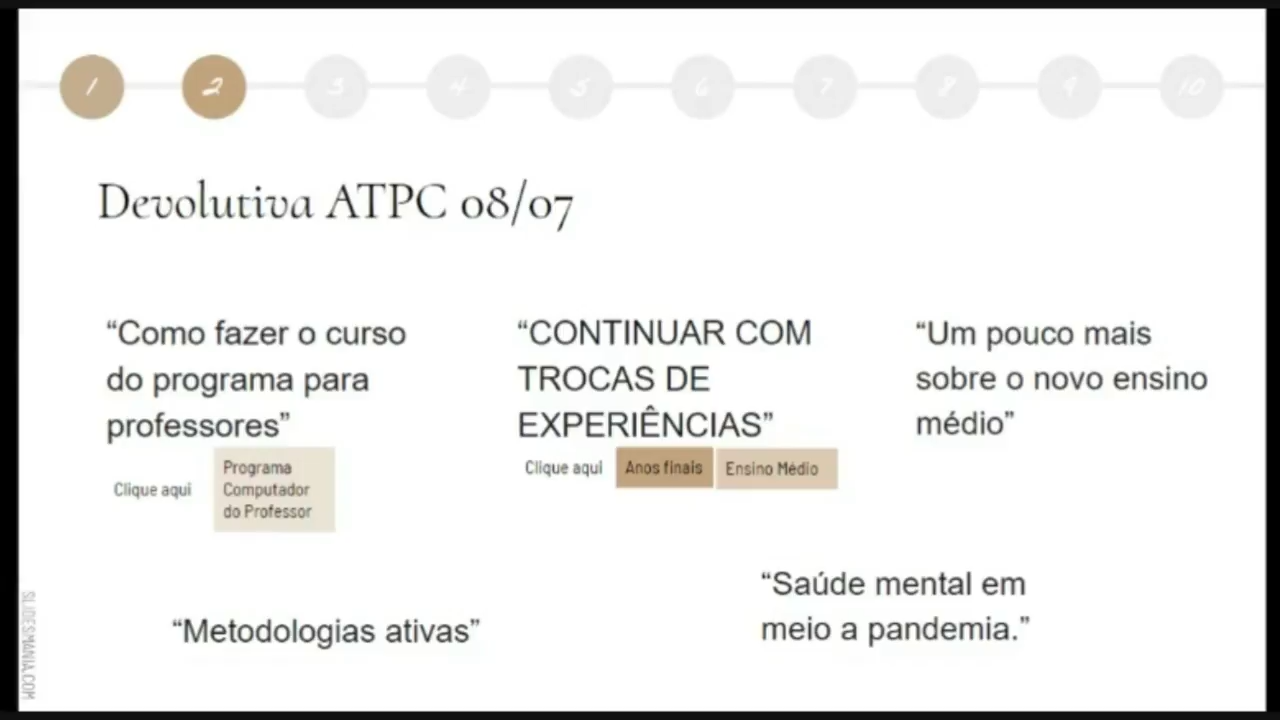 1 2 3 4 5 6 7 8 9 10
Devolutiva ATPC 08/07
“Como fazer o curso
do programa para
professores”
Clique aqui
Programa
Computador
do Professor
“CONTINUAR COM
TROCAS DE
EXPERIÊNCIAS”
Clique aqui Anos finais Ensino Médio
“Um pouco mais
sobre o novo ensino
médio”
“Metodologias ativas”
“Saúde mental em
meio a pandemia.”
SLIDESMANIA.COM